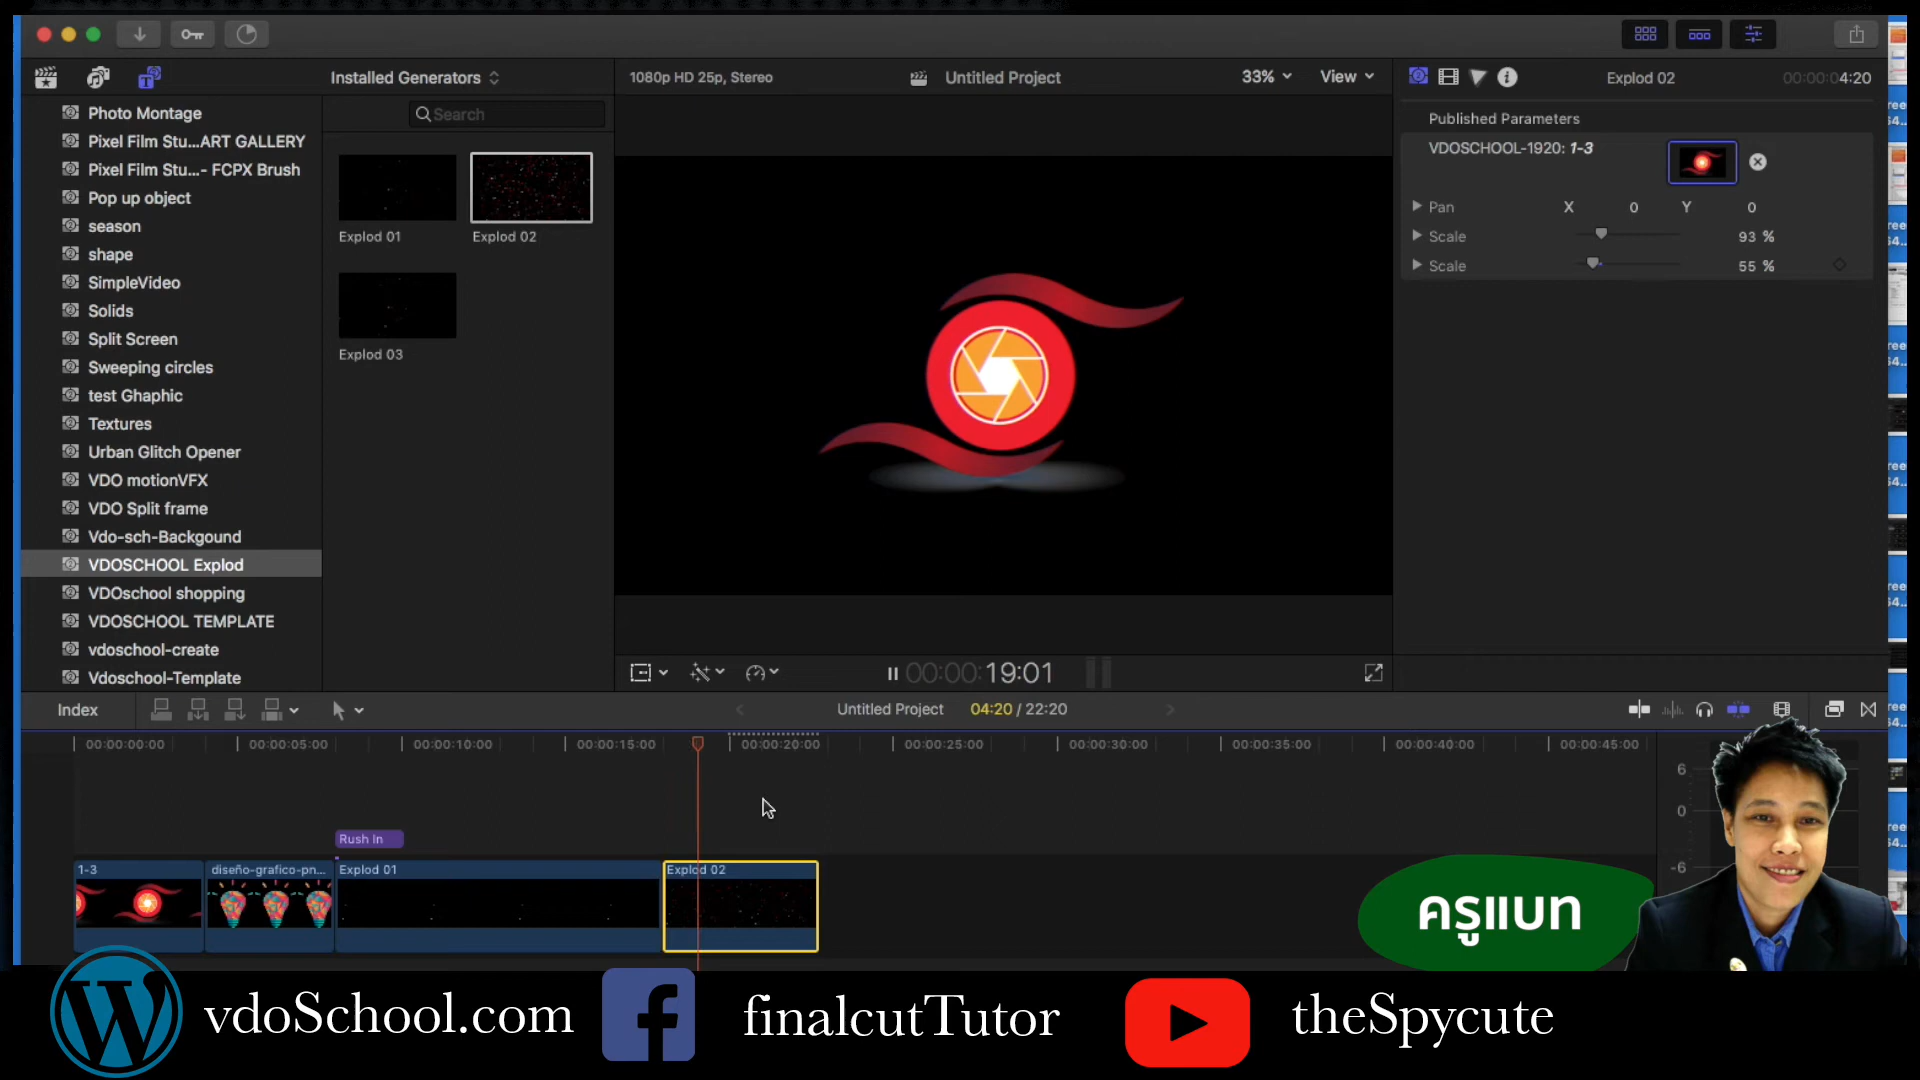 Installed Generators
1080p HD 25p, Stereo
Untitled Project
33%
View
Explod 02
00:00:04:20
Photo Montage
Pixel Film Stu...ART GALLERY
Pixel Film Stu...- FCPX Brush
Pop up object
season
shape
SimpleVideo
Solids
Split Screen
Sweeping circles
test Ghaphic
Textures
Urban Glitch Opener
VDO motionVFX
VDO Split frame
Vdo-sch-Backgound
VDOSCHOOL Explod
VDOschool shopping
VDOSCHOOL TEMPLATE
vdoschool-create
Vdoschool-Template
Search
Explod 01
Explod 02
Explod 03
Published Parameters
VDOSCHOOL-1920: 1-3
Pan X 0 Y 0
Scale 93 %
Scale 55 %
00:00:00:19:01
Index
Untitled Project
04:20 / 22:20
00:00:00:00
00:00:05:00
00:00:10:00
00:00:15:00
00:00:20:00
00:00:25:00
00:00:30:00
00:00:35:00
00:00:40:00
00:00:45:00
6
0
-6
Rush In
1-3
diseño-grafico-pn...
Explod 01
Explod 02
ครูแบท
vdoSchool.com
finalcutTutor
theSpycute